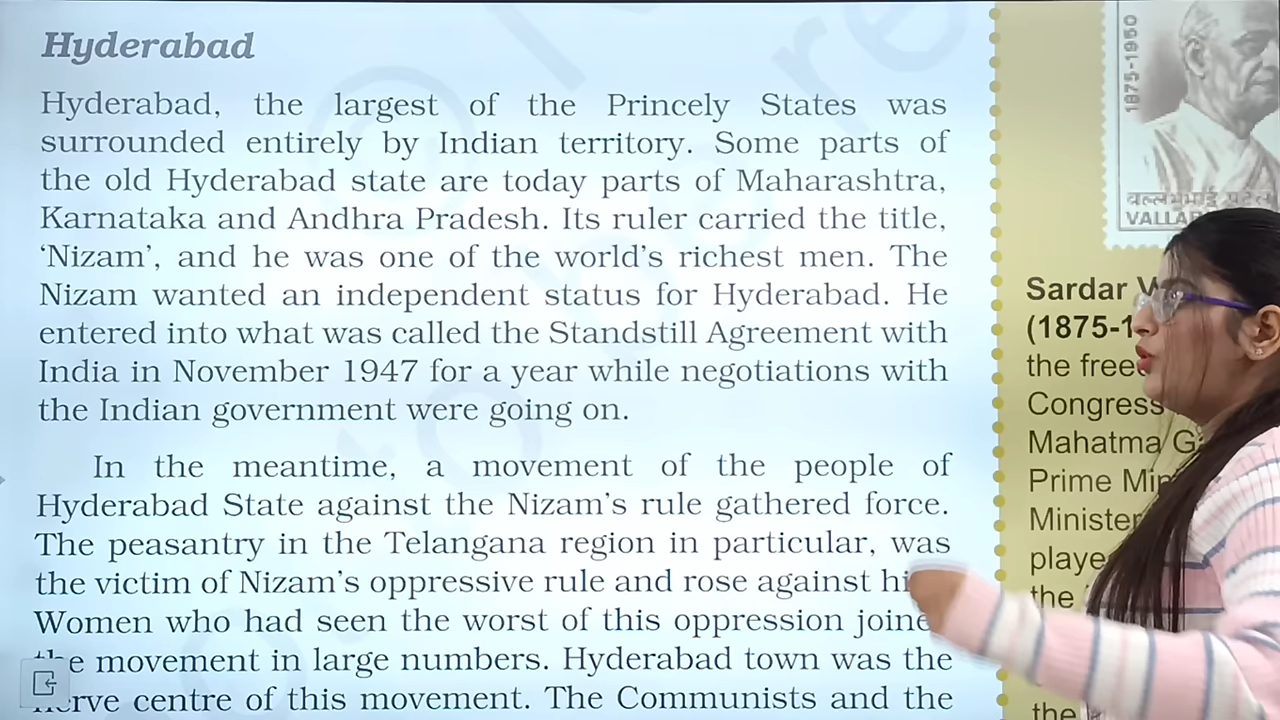 Hyderabad
Hyderabad, the largest of the Princely States was
surrounded entirely by Indian territory. Some parts of
the old Hyderabad state are today parts of Maharashtra,
Karnataka and Andhra Pradesh. Its ruler carried the title,
‘Nizam’, and he was one of the world’s richest men. The
Nizam wanted an independent status for Hyderabad. He
entered into what was called the Standstill Agreement with
India in November 1947 for a year while negotiations with
the Indian government were going on.
In the meantime, a movement of the people of
Hyderabad State against the Nizam’s rule gathered force.
The peasantry in the Telangana region in particular, was
the victim of Nizam’s oppressive rule and rose against
Women who had seen the worst of this oppression
movement in large numbers. Hyderabad town was the
centre of this movement. The Communists and the
1875-1950
वल्लभभाई पटेल
Sardar
(1875-1
the
Congress
Mahatma
Prime
the
the